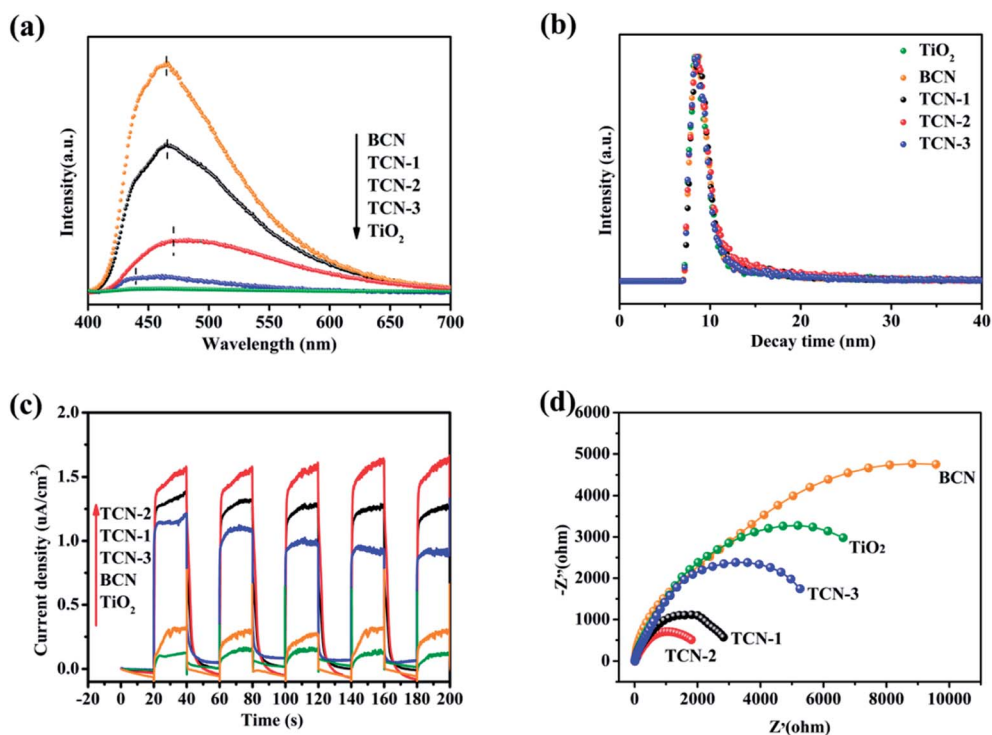 (a)
Intensity(a.u.)
BCN
TCN-1
TCN-2
TCN-3
TiO2
400 450 500 550 600 650 700
Wavelength (nm)
(b)
Intensity (a.u.)
TiO2
BCN
TCN-1
TCN-2
TCN-3
0 10 20 30 40
Decay time (nm)
(c)
Current density (uA/cm2)
2.0
1.5
1.0
0.5
0.0
TCN-2
TCN-1
TCN-3
BCN
TiO2
-20 0 20 40 60 80 100 120 140 160 180 200
Time (s)
(d)
-Z''(ohm)
6000
5000
4000
3000
2000
1000
0
BCN
TiO2
TCN-3
TCN-1
TCN-2
0 2000 4000 6000 8000 10000
Z'(ohm)